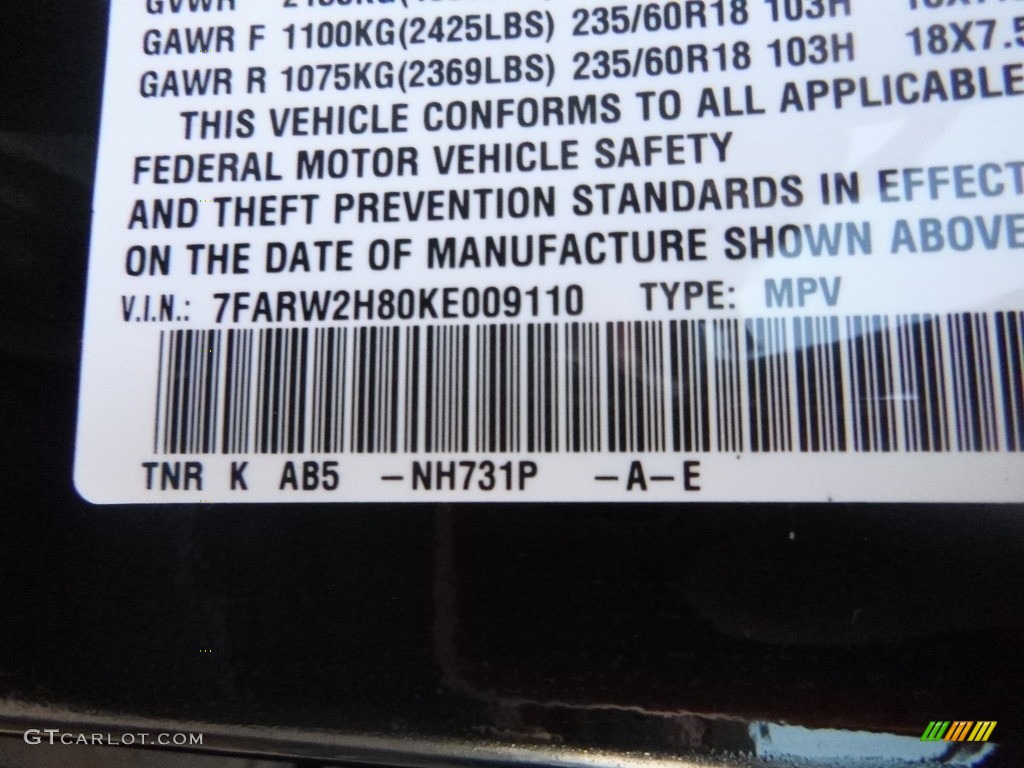 GVWR
GAWR F 1100KG(2425LBS) 235/60R18 103H
GAWR R 1075KG(2369LBS) 235/60R18 103H 18X7.5
THIS VEHICLE CONFORMS TO ALL APPLICABLE
FEDERAL MOTOR VEHICLE SAFETY
AND THEFT PREVENTION STANDARDS IN EFFECT
ON THE DATE OF MANUFACTURE SHOWN ABOVE
V.I.N.: 7FARW2H80KE009110 TYPE: MPV
TNR K AB5 -NH731P -A-E
GTCARLOT.COM